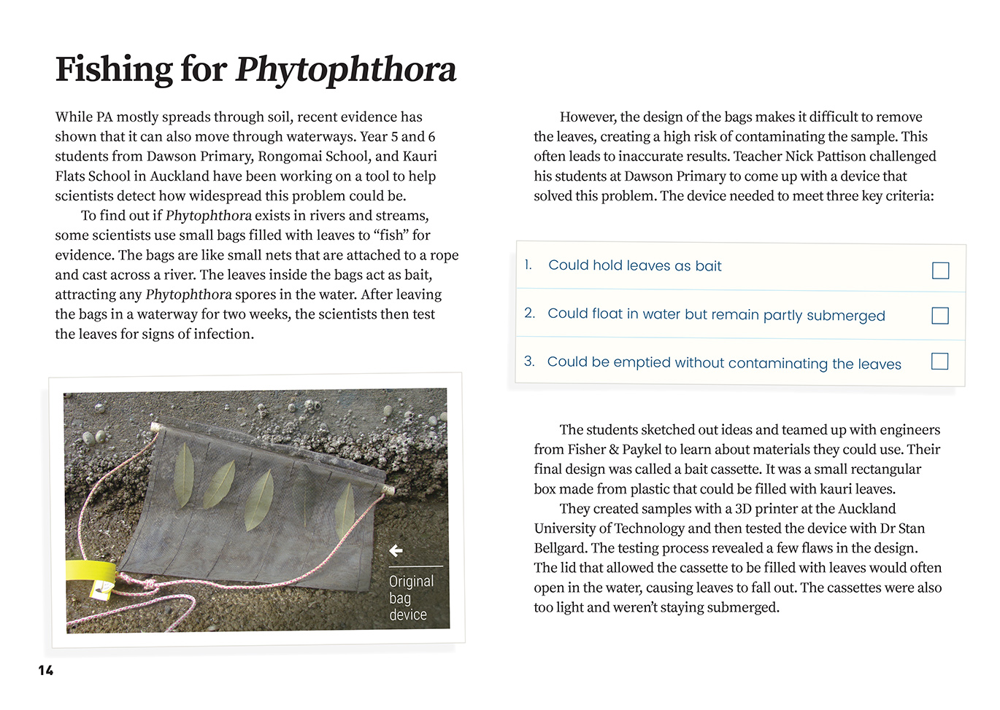 Fishing for Phytophthora
While PA mostly spreads through soil, recent evidence has
shown that it can also move through waterways. Year 5 and 6
students from Dawson Primary, Rongomai School, and Kauri
Flats School in Auckland have been working on a tool to help
scientists detect how widespread this problem could be.
To find out if Phytophthora exists in rivers and streams,
some scientists use small bags filled with leaves to “fish” for
evidence. The bags are like small nets that are attached to a rope
and cast across a river. The leaves inside the bags act as bait,
attracting any Phytophthora spores in the water. After leaving
the bags in a waterway for two weeks, the scientists then test
the leaves for signs of infection.
Original
bag
device
However, the design of the bags makes it difficult to remove
the leaves, creating a high risk of contaminating the sample. This
often leads to inaccurate results. Teacher Nick Pattison challenged
his students at Dawson Primary to come up with a device that
solved this problem. The device needed to meet three key criteria:
1. Could hold leaves as bait
2. Could float in water but remain partly submerged
3. Could be emptied without contaminating the leaves
The students sketched out ideas and teamed up with engineers
from Fisher & Paykel to learn about materials they could use. Their
final design was called a bait cassette. It was a small rectangular
box made from plastic that could be filled with kauri leaves.
They created samples with a 3D printer at the Auckland
University of Technology and then tested the device with Dr Stan
Bellgard. The testing process revealed a few flaws in the design.
The lid that allowed the cassette to be filled with leaves would often
open in the water, causing leaves to fall out. The cassettes were also
too light and weren’t staying submerged.
14